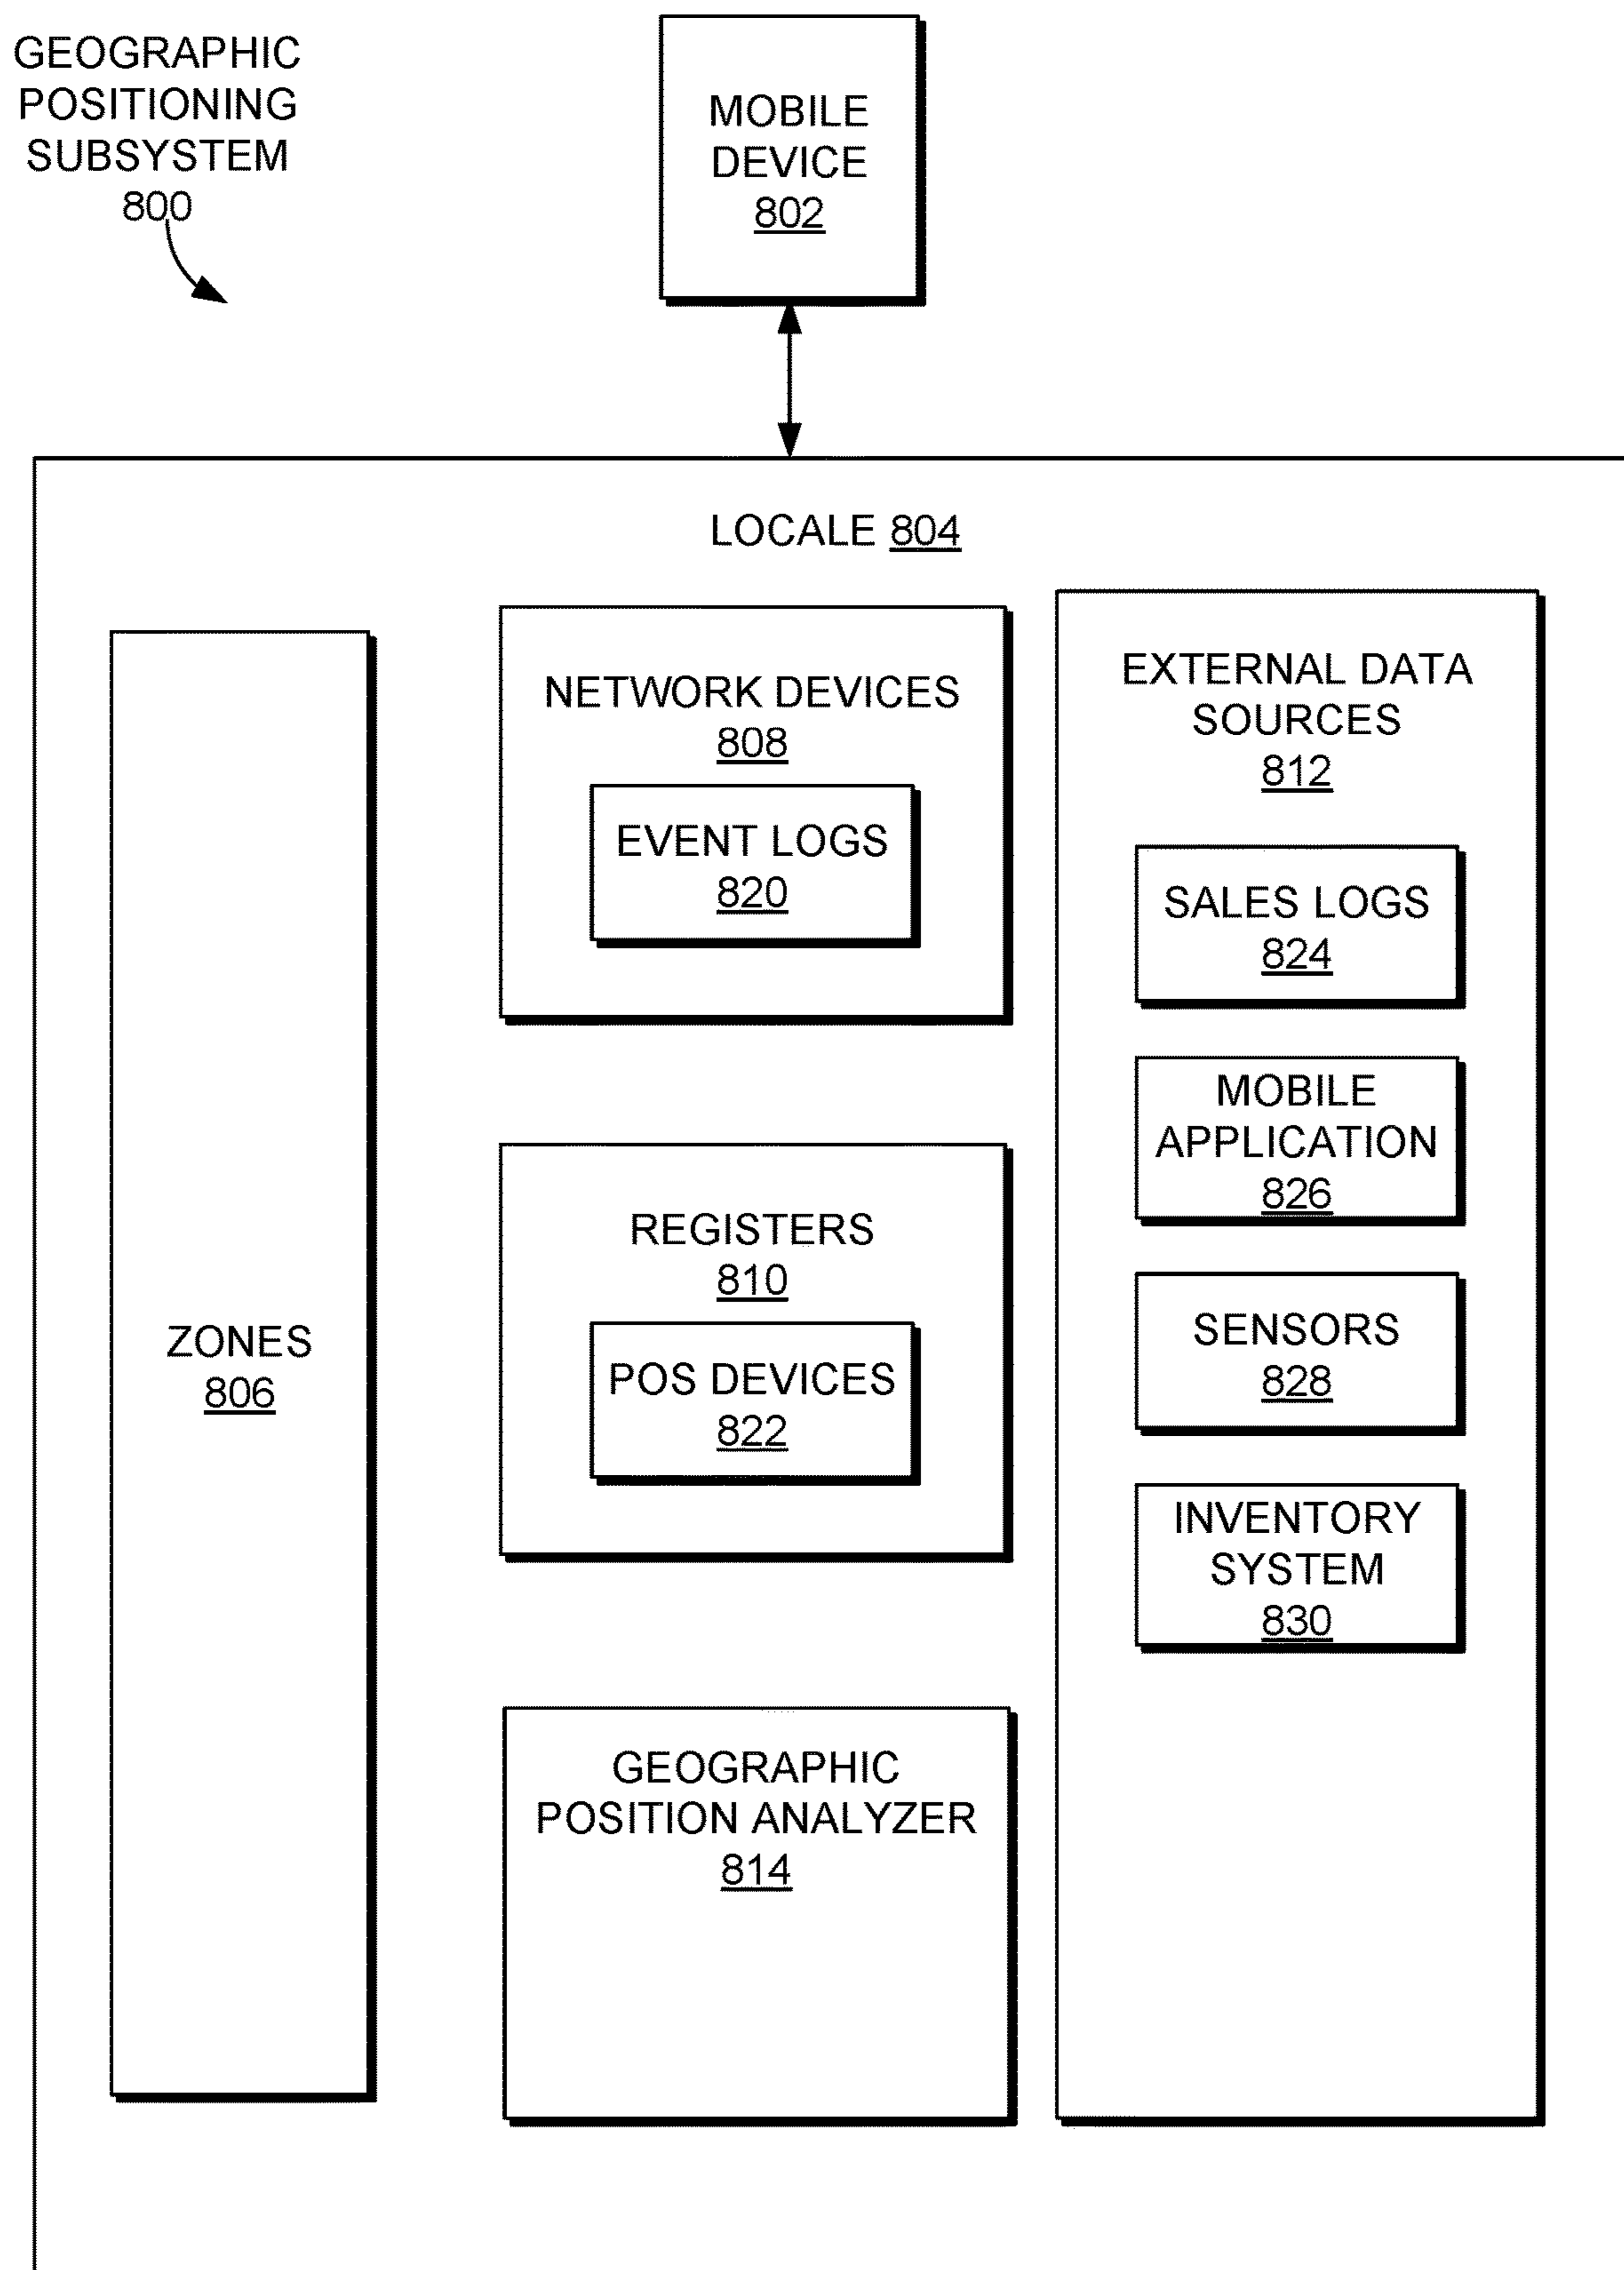 GEOGRAPHIC
POSITIONING
SUBSYSTEM
800
MOBILE
DEVICE
802
LOCALE 804
ZONES
806
NETWORK DEVICES
808
EVENT LOGS
820
REGISTERS
810
POS DEVICES
822
GEOGRAPHIC
POSITION ANALYZER
814
EXTERNAL DATA
SOURCES
812
SALES LOGS
824
MOBILE
APPLICATION
826
SENSORS
828
INVENTORY
SYSTEM
830